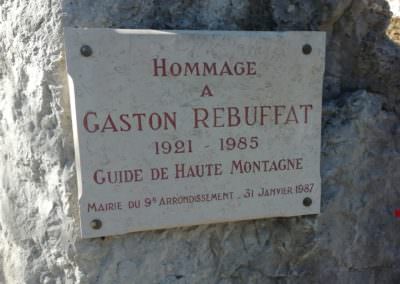 HOMMAGE
A
GASTON REBUFFAT
1921 - 1985
GUIDE DE HAUTE MONTAGNE
MAIRIE DU 9E ARRONDISSEMENT . 31 JANVIER 1987